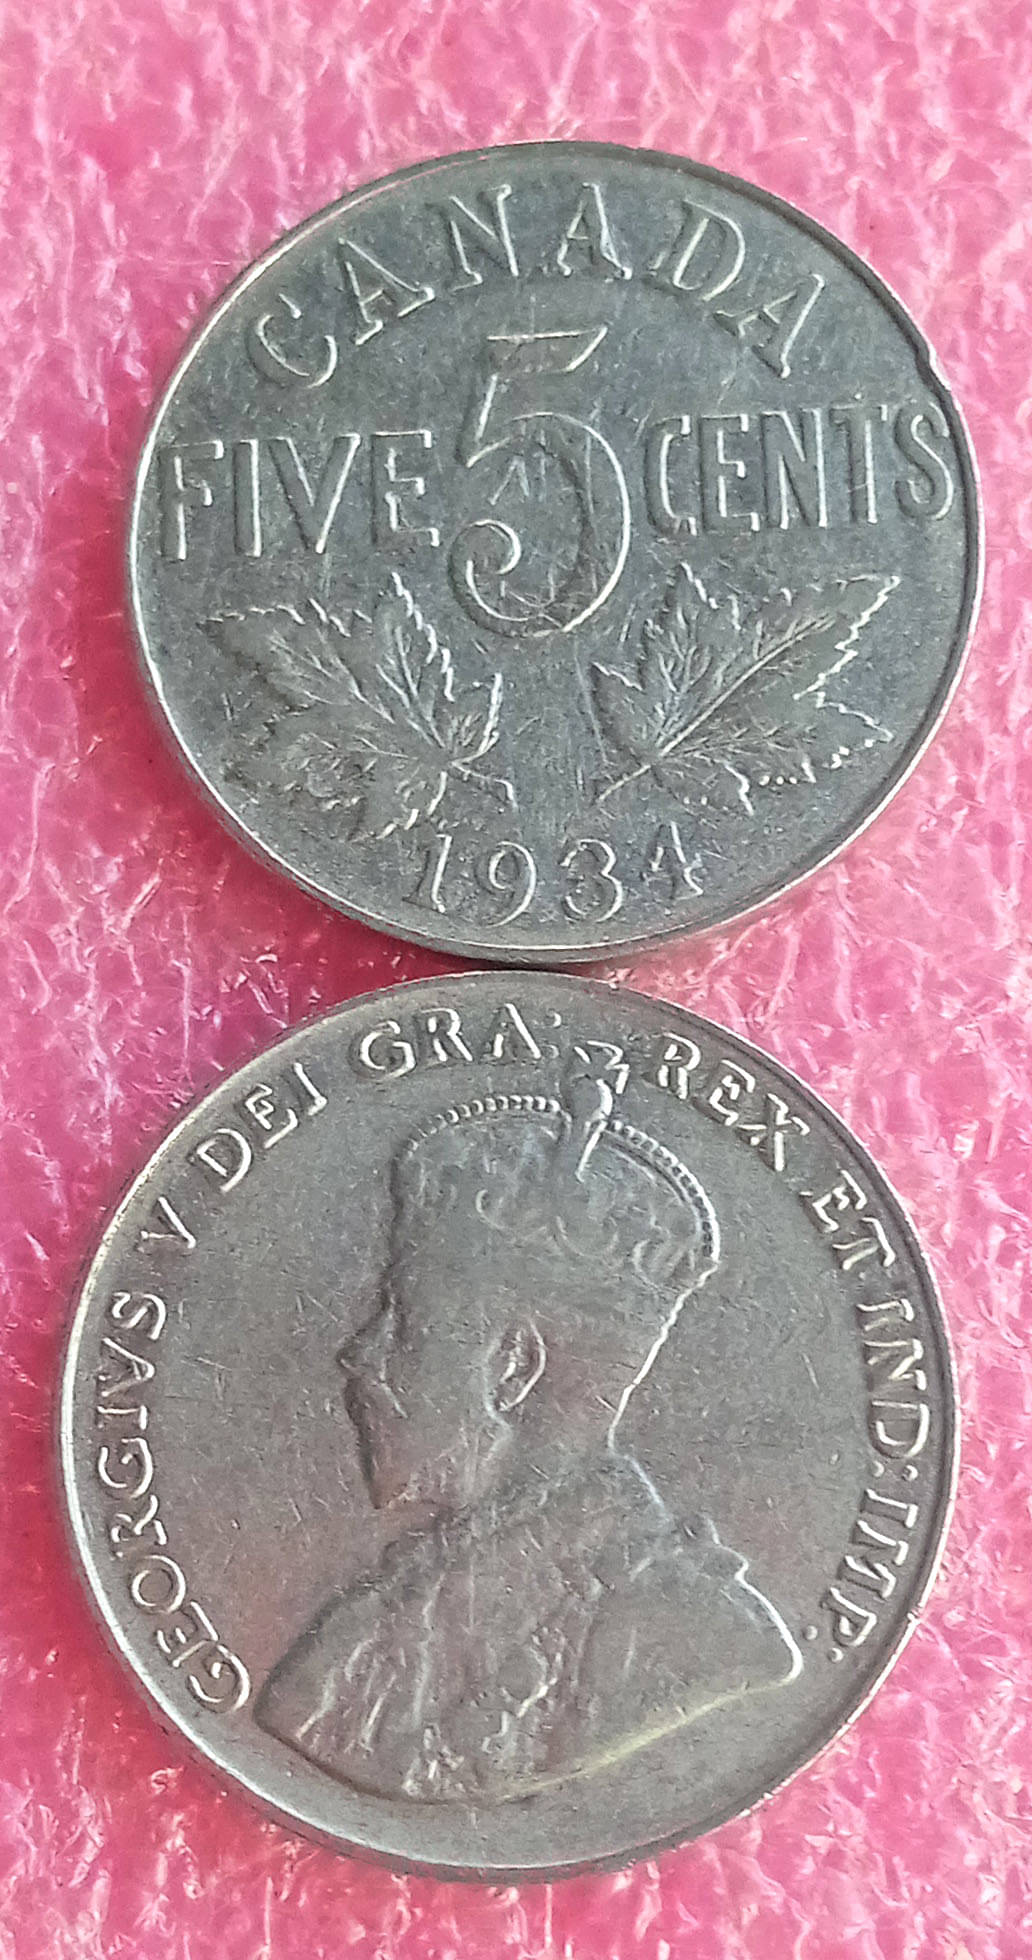 CANADA
FIVE 5 CENTS
1934
GEORGIVS V DEI GRA: REX ET IND: IMP: